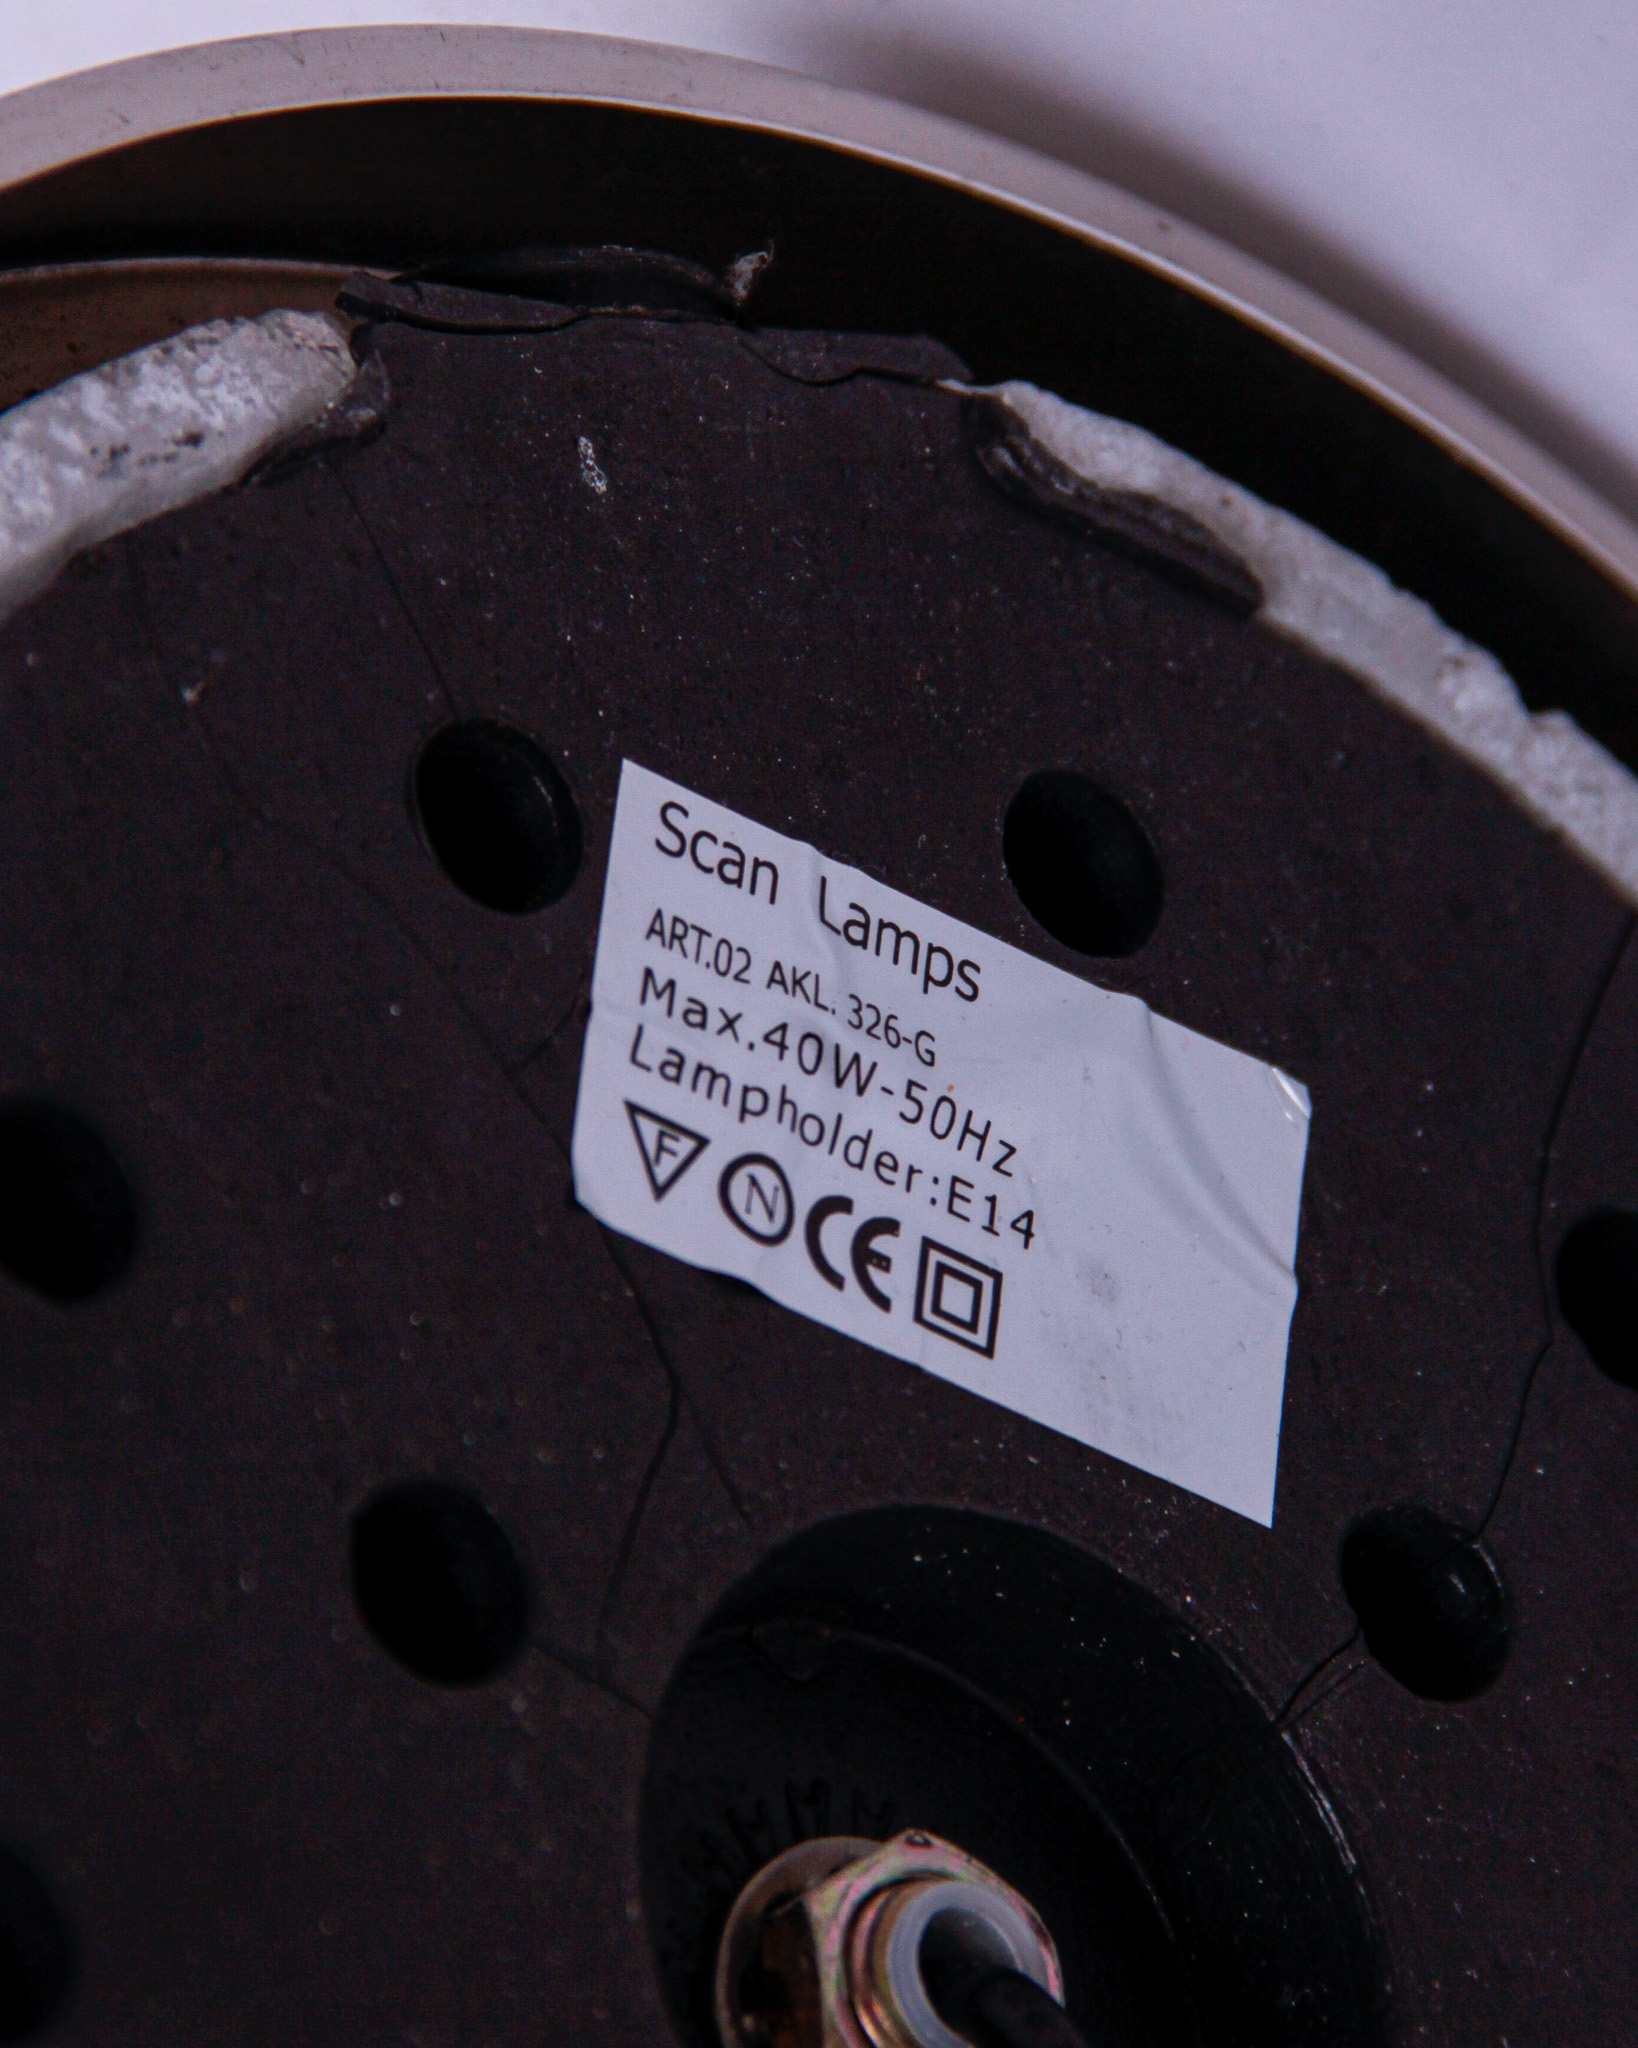 Scan Lamps
ART.02 AKL. 326-G
Max.40W-50Hz
Lampholder:E14
F N CE